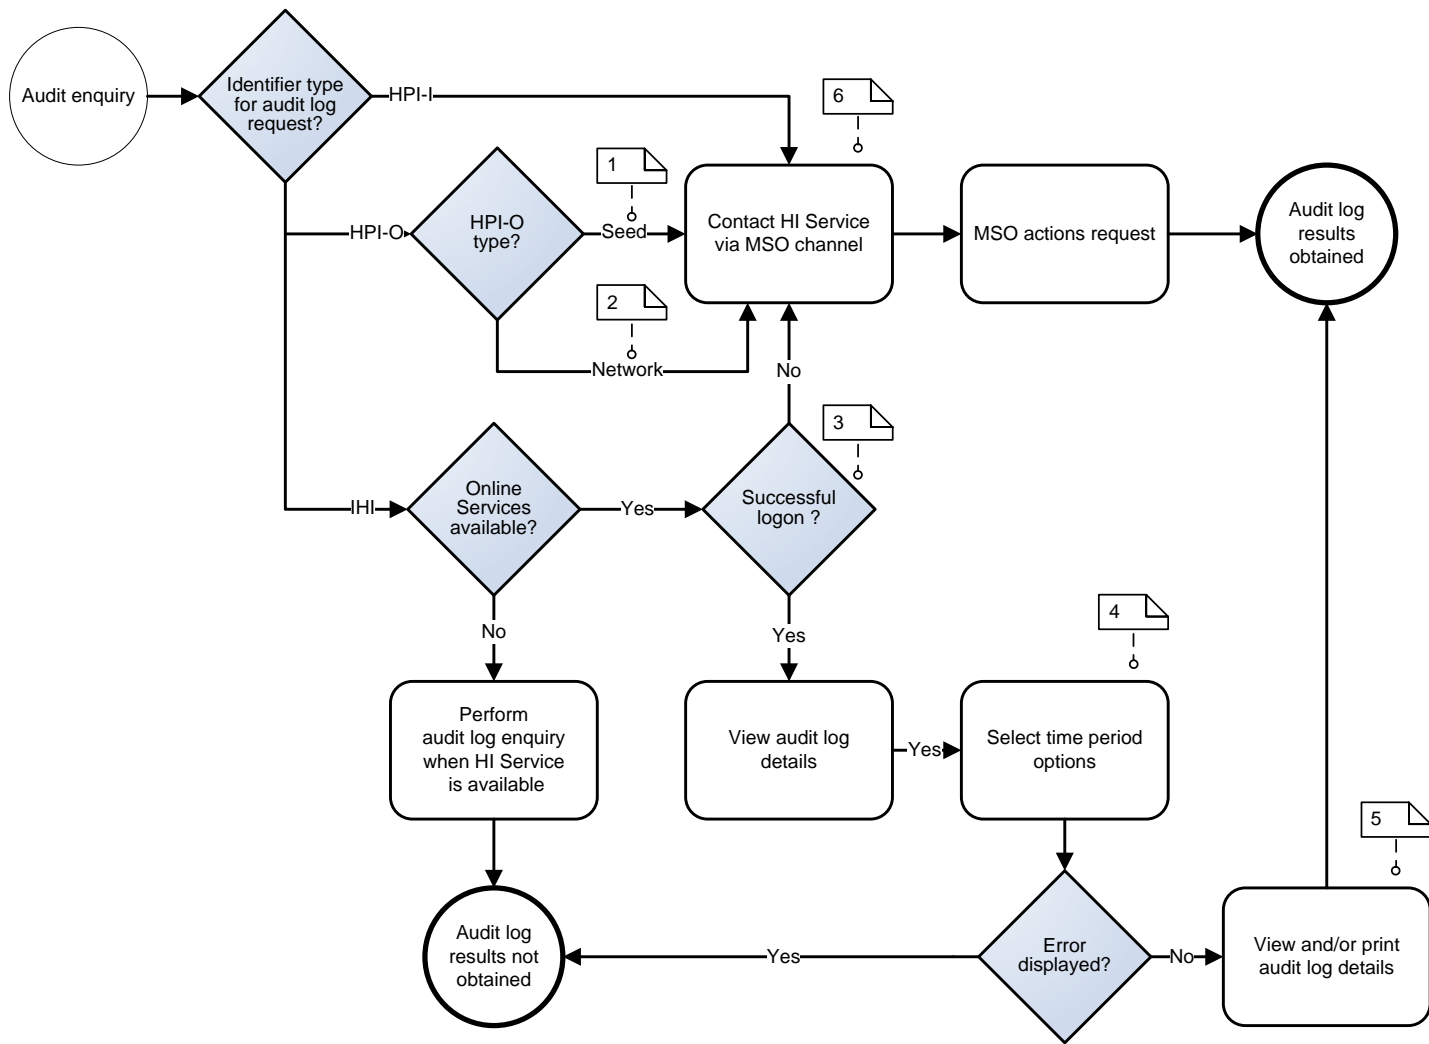 Audit enquiry
Identifier type
for audit log
request?
HPI-I
6
1
HPI-O
HPI-O
type?
Seed
Contact HI Service
via MSO channel
MSO actions request
Audit log
results
obtained
2
Network
No
3
IHI
Online
Services
available?
Yes
Successful
logon ?
No
Yes
4
Perform
audit log enquiry
when HI Service
is available
View audit log
details
Yes
Select time period
options
5
Audit log
results not
obtained
Yes
Error
displayed?
No
View and/or print
audit log details